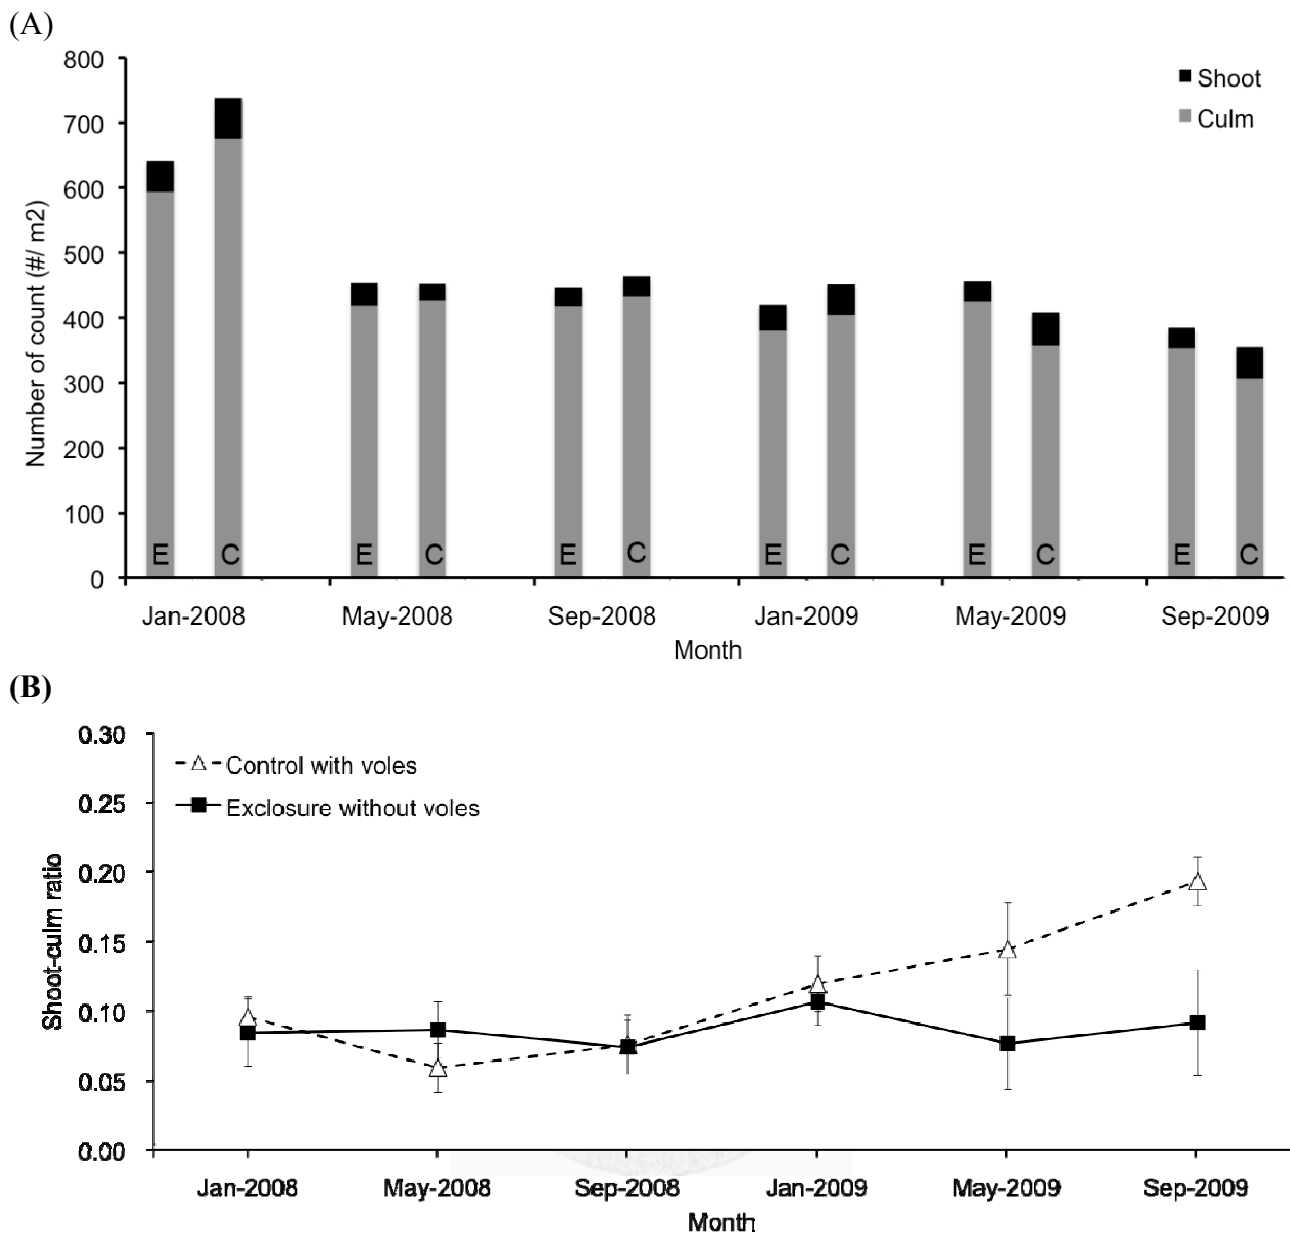 (A)
800
700
600
500
400
300
200
100
0
Number of count (#/ m2)
Shoot
Culm
E C E C E C E C E C E C
Jan-2008 May-2008 Sep-2008 Jan-2009 May-2009 Sep-2009
Month
(B)
0.30
0.25
0.20
0.15
0.10
0.05
0.00
Shoot-culm ratio
Control with voles
Exclosure without voles
Jan-2008 May-2008 Sep-2008 Jan-2009 May-2009 Sep-2009
Month